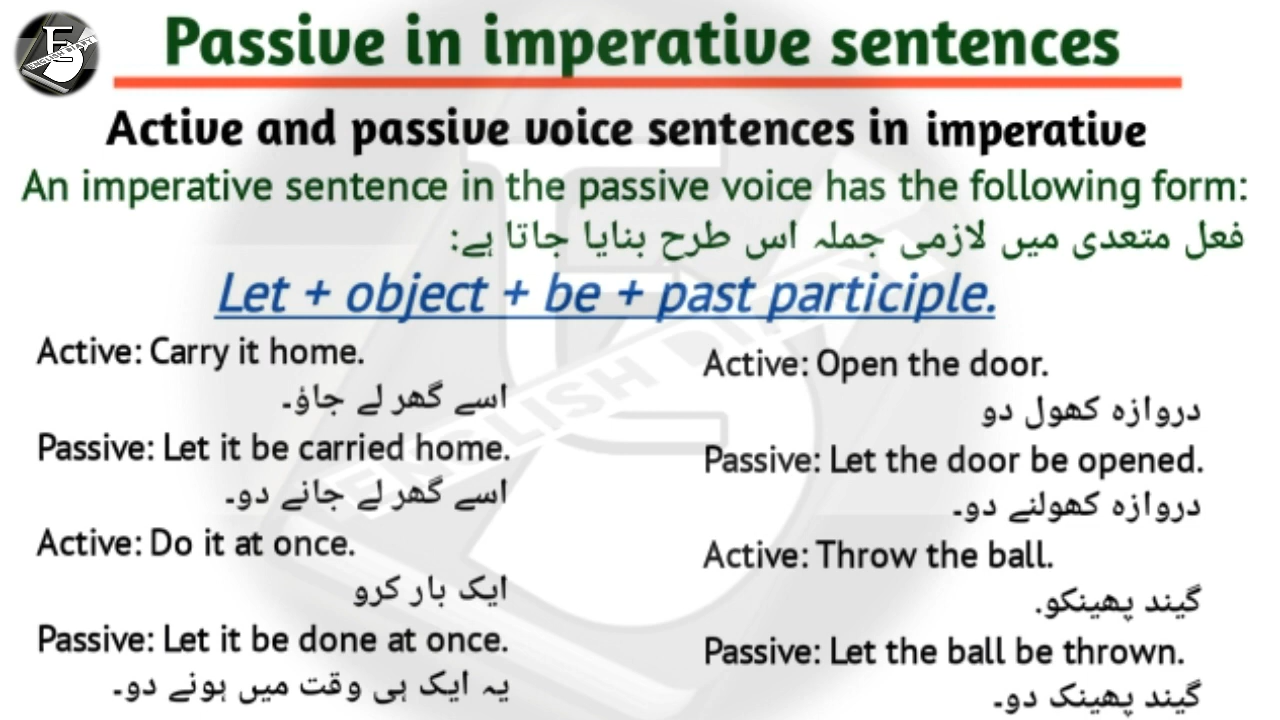 Passive in imperative sentences
Active and passive voice sentences in imperative
An imperative sentence in the passive voice has the following form:
فعل متعدی میں لازمی جملہ اس طرح بنایا جاتا ہے:
Let + object + be + past participle.
Active: Carry it home.
اسے گھر لے جاؤ۔
Passive: Let it be carried home.
اسے گھر لے جانے دو۔
Active: Do it at once.
ایک بار کرو
Passive: Let it be done at once.
یہ ایک ہی وقت میں ہونے دو۔
Active: Open the door.
دروازہ کھول دو
Passive: Let the door be opened.
دروازہ کھولنے دو۔
Active: Throw the ball.
گیند پھینکو.
Passive: Let the ball be thrown.
گیند پھینک دو۔
E
ENGLISH DIARY
ENGLISH DIARY